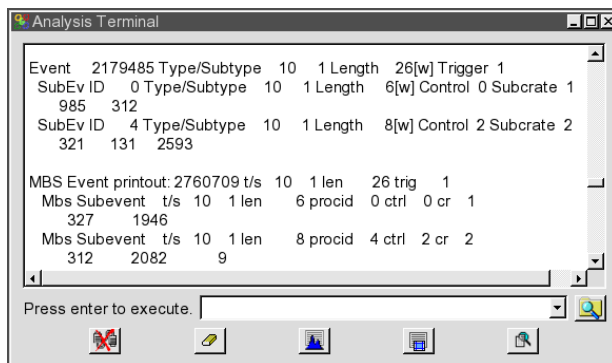 Analysis Terminal
Event 2179485 Type/Subtype 10 1 Length 26[w] Trigger 1
SubEv ID 0 Type/Subtype 10 1 Length 6[w] Control 0 Subcrate 1
985 312
SubEv ID 4 Type/Subtype 10 1 Length 8[w] Control 2 Subcrate 2
321 131 2593
MBS Event printout: 2760709 t/s 10 1 len 26 trig 1
Mbs Subevent t/s 10 1 len 6 procid 0 ctrl 0 cr 1
327 1946
Mbs Subevent t/s 10 1 len 8 procid 4 ctrl 2 cr 2
312 2082 9
Press enter to execute.